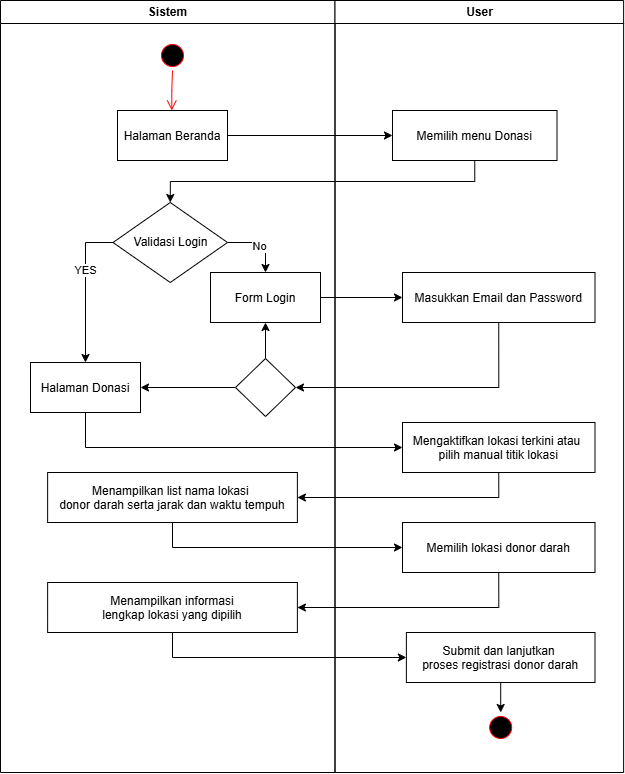 Sistem
User
Halaman Beranda
Memilih menu Donasi
Validasi Login
No
YES
Form Login
Masukkan Email dan Password
Halaman Donasi
Mengaktifkan lokasi terkini atau
pilih manual titik lokasi
Menampilkan list nama lokasi
donor darah serta jarak dan waktu tempuh
Memilih lokasi donor darah
Menampilkan informasi
lengkap lokasi yang dipilih
Submit dan lanjutkan
proses registrasi donor darah